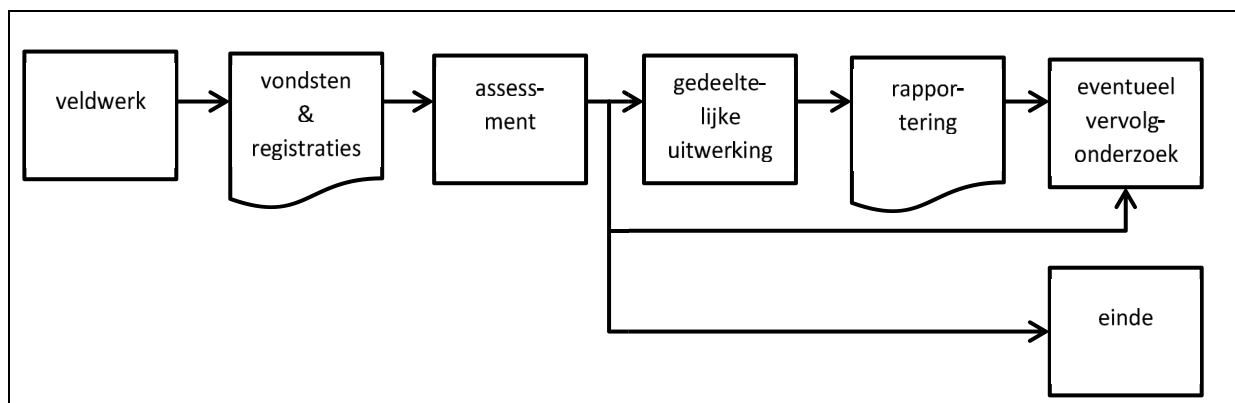 veldwerk
vondsten
&
registraties
assess-
ment
gedeelte-
lijke
uitwerking
rappor-
tering
eventueel
vervolg-
onderzoek
einde